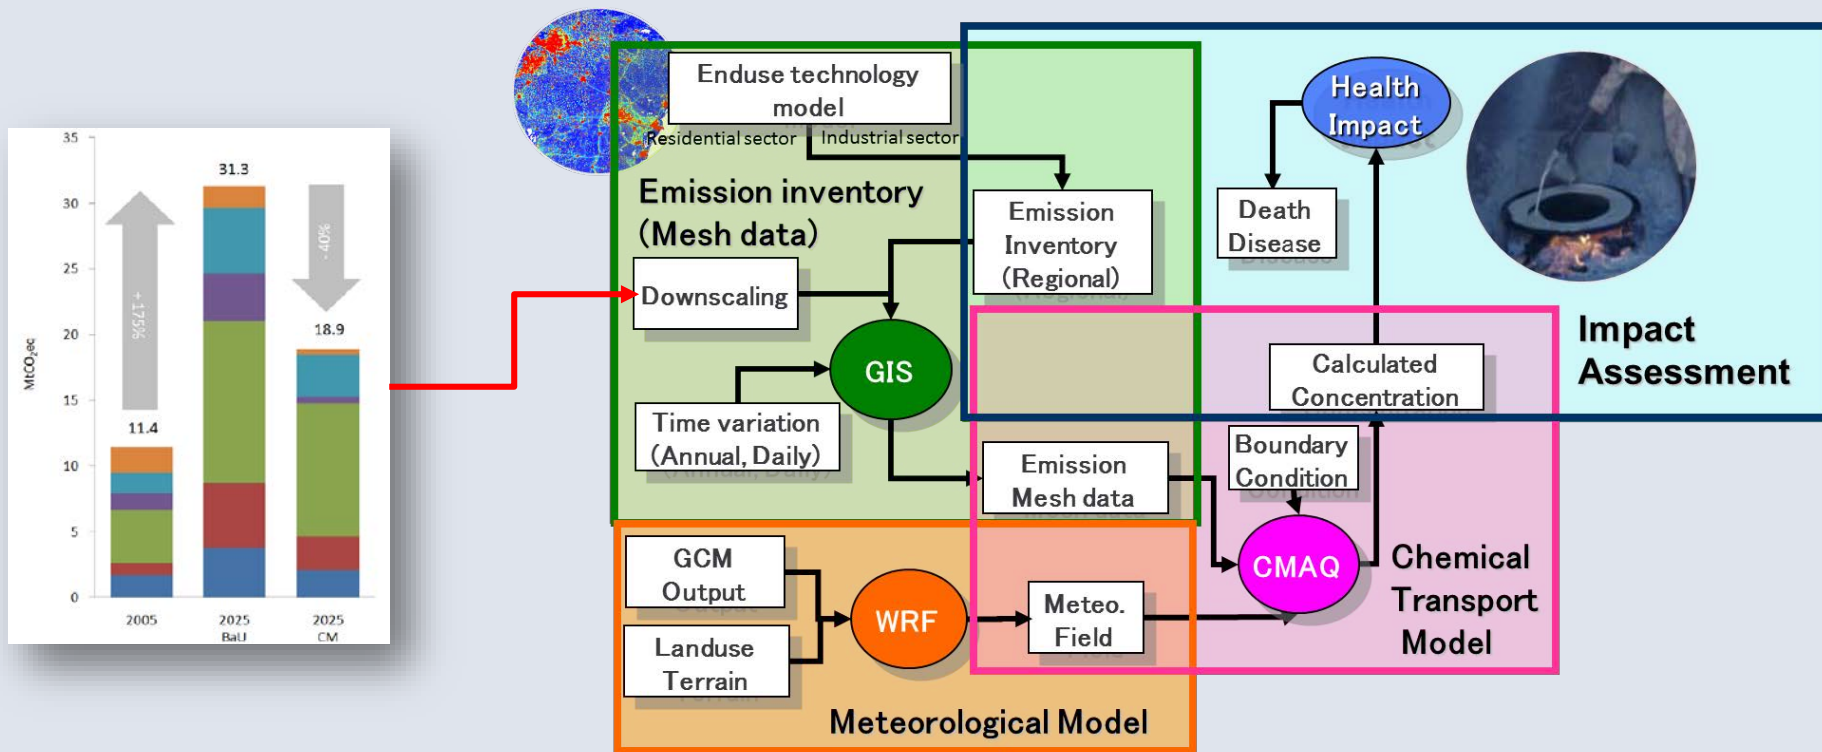 35
30
25
20
15
10
5
0
MtCO₂eq
11.4
31.3
18.9
+ 175%
- 40%
2005
2025
BaU
2025
CM
Enduse technology
model
Residential sector
Industrial sector
Emission inventory
(Mesh data)
Emission
Inventory
(Regional)
Downscaling
GIS
Time variation
(Annual, Daily)
Emission
Mesh data
GCM
Output
Landuse
Terrain
WRF
Meteo.
Field
Meteorological Model
Health
Impact
Death
Disease
Impact
Assessment
Calculated
Concentration
Boundary
Condition
CMAQ
Chemical
Transport
Model